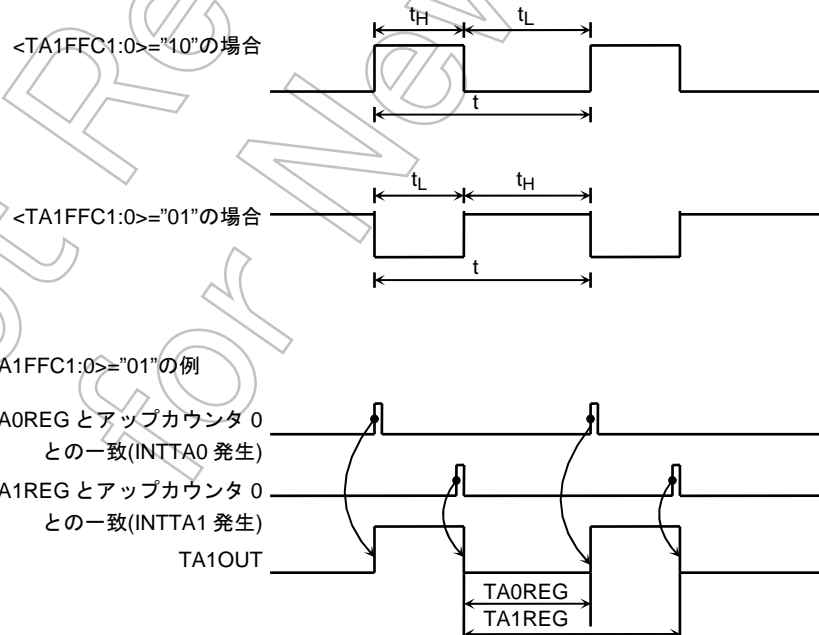 tH tL
<TA1FFC1:0>="10"の場合
t
tL tH
<TA1FFC1:0>="01"の場合
t
A1FFC1:0>="01"の例
A0REG とアップカウンタ 0
との一致(INTTA0 発生)
A1REG とアップカウンタ 0
との一致(INTTA1 発生)
TA1OUT
TA0REG
TA1REG
for New